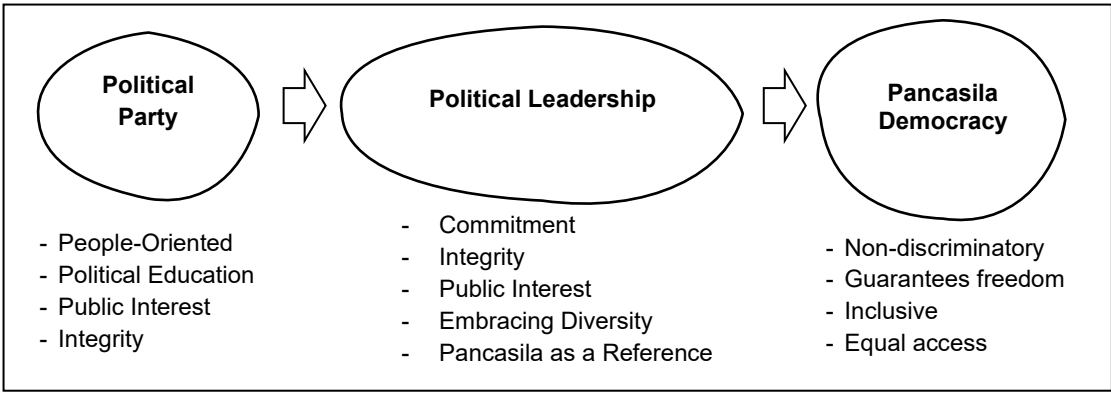 Political
Party
- People-Oriented
- Political Education
- Public Interest
- Integrity
Political Leadership
- Commitment
- Integrity
- Public Interest
- Embracing Diversity
- Pancasila as a Reference
Pancasila
Democracy
- Non-discriminatory
- Guarantees freedom
- Inclusive
- Equal access